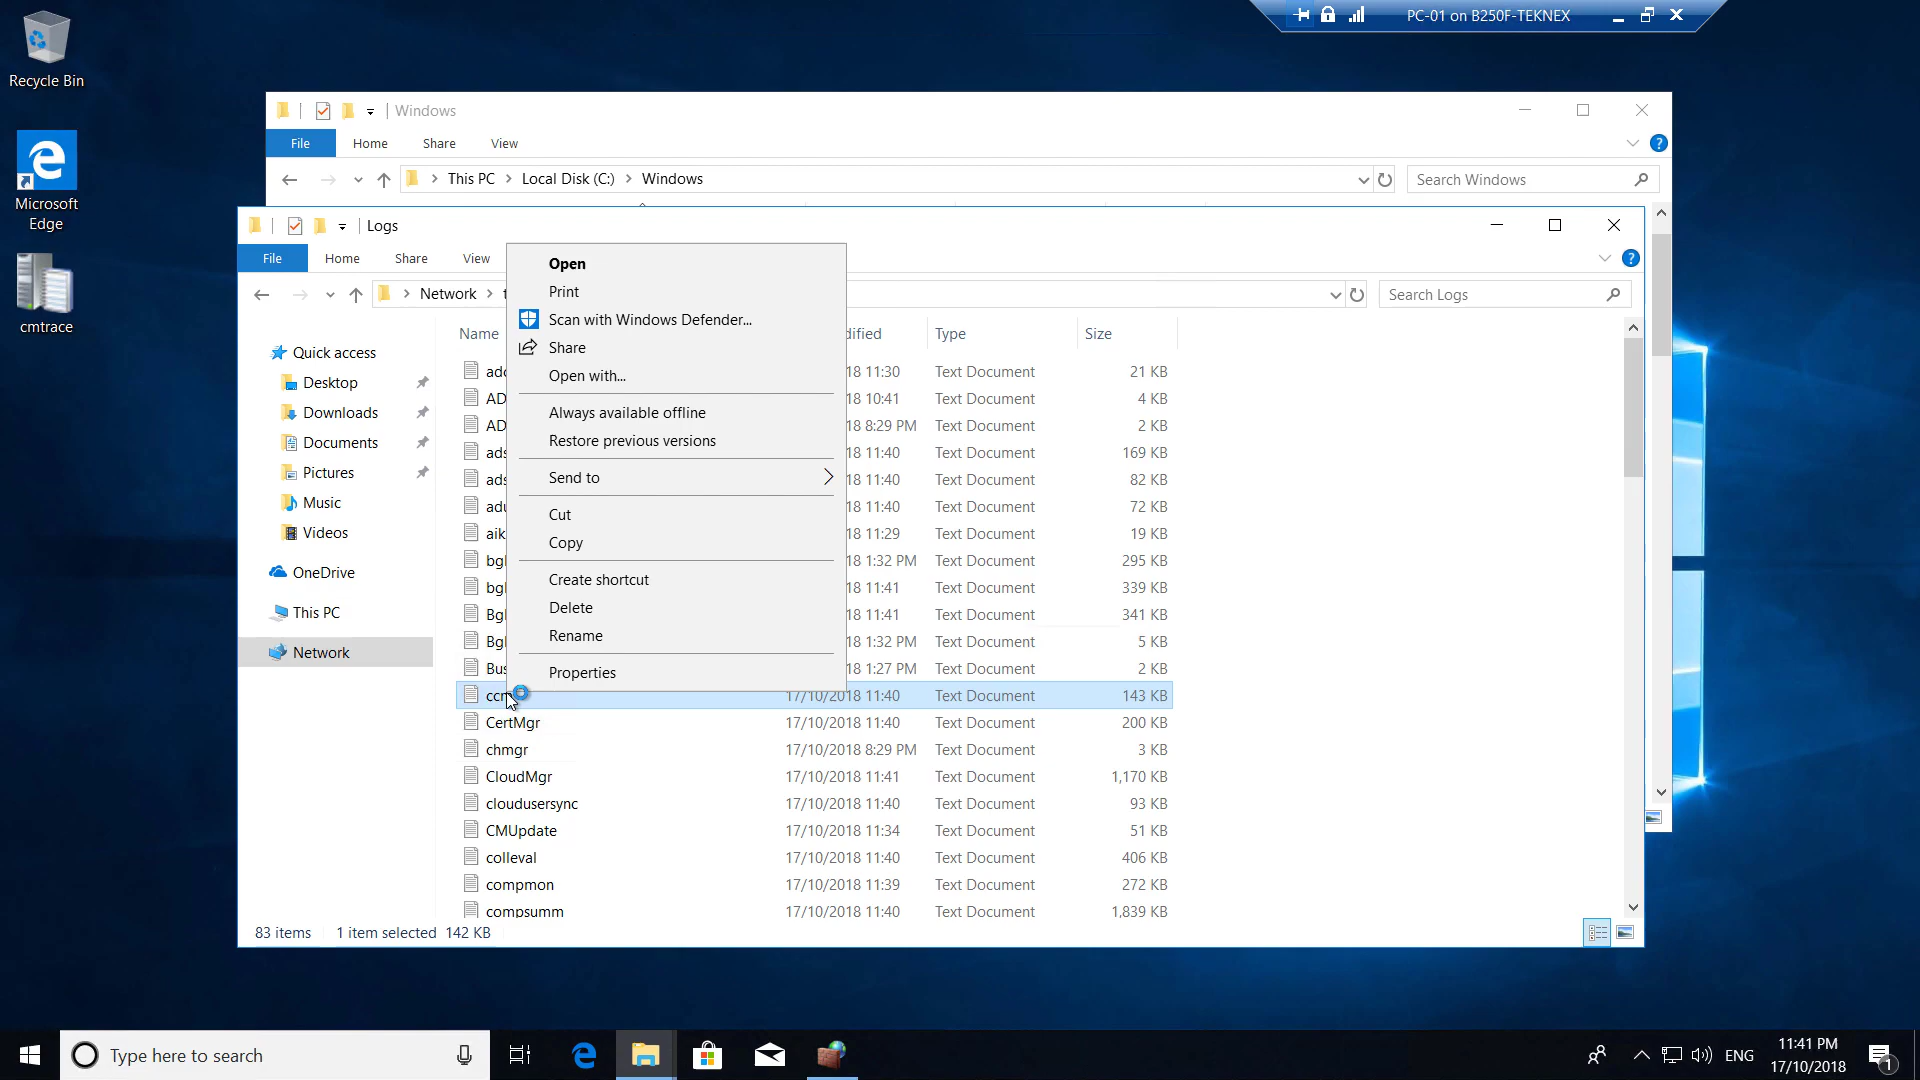 PC-01 on B250F-TEKNEX
Recycle Bin
Microsoft
Edge
cmtrace
Windows
File Home Share View
This PC Local Disk (C:) Windows
Search Windows
Logs
File Home Share View
Network
Search Logs
Open
Print
Scan with Windows Defender...
Share
Open with...
Always available offline
Restore previous versions
Send to
Cut
Copy
Create shortcut
Delete
Rename
Properties
Quick access
Desktop
Downloads
Documents
Pictures
Music
Videos
OneDrive
This PC
Network
Name Type Size
18 11:30 Text Document 21 KB
18 10:41 Text Document 4 KB
18 8:29 PM Text Document 2 KB
18 11:40 Text Document 169 KB
18 11:40 Text Document 82 KB
18 11:40 Text Document 72 KB
18 11:29 Text Document 19 KB
18 1:32 PM Text Document 295 KB
18 11:41 Text Document 339 KB
18 11:41 Text Document 341 KB
18 1:32 PM Text Document 5 KB
18 1:27 PM Text Document 2 KB
17/10/2018 11:40 Text Document 143 KB
CertMgr 17/10/2018 11:40 Text Document 200 KB
chmgr 17/10/2018 8:29 PM Text Document 3 KB
CloudMgr 17/10/2018 11:41 Text Document 1,170 KB
cloudusersync 17/10/2018 11:40 Text Document 93 KB
CMUpdate 17/10/2018 11:34 Text Document 51 KB
colleval 17/10/2018 11:40 Text Document 406 KB
compmon 17/10/2018 11:39 Text Document 272 KB
compsumm 17/10/2018 11:40 Text Document 1,839 KB
83 items 1 item selected 142 KB
Type here to search
ENG
11:41 PM
17/10/2018
1